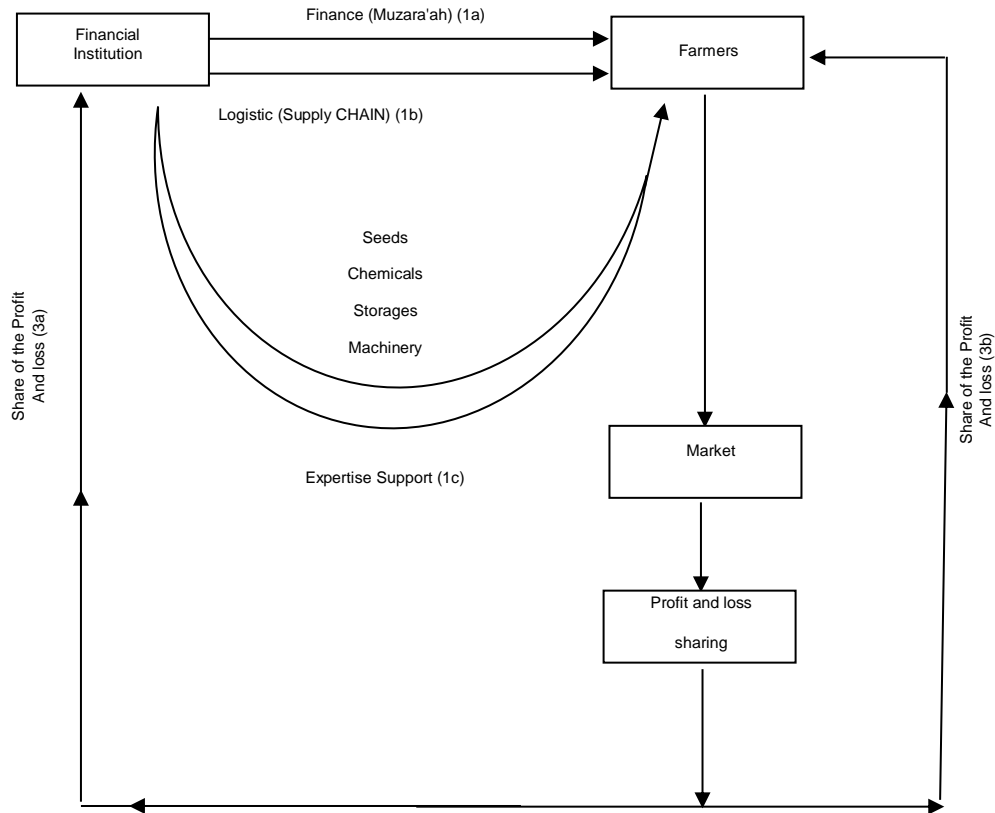 Finance (Muzara'ah) (1a)
Financial
Institution
Farmers
Logistic (Supply CHAIN) (1b)
Seeds
Chemicals
Storages
Machinery
Share of the Profit
And loss (3a)
Share of the Profit
And loss (3b)
Market
Expertise Support (1c)
Profit and loss
sharing